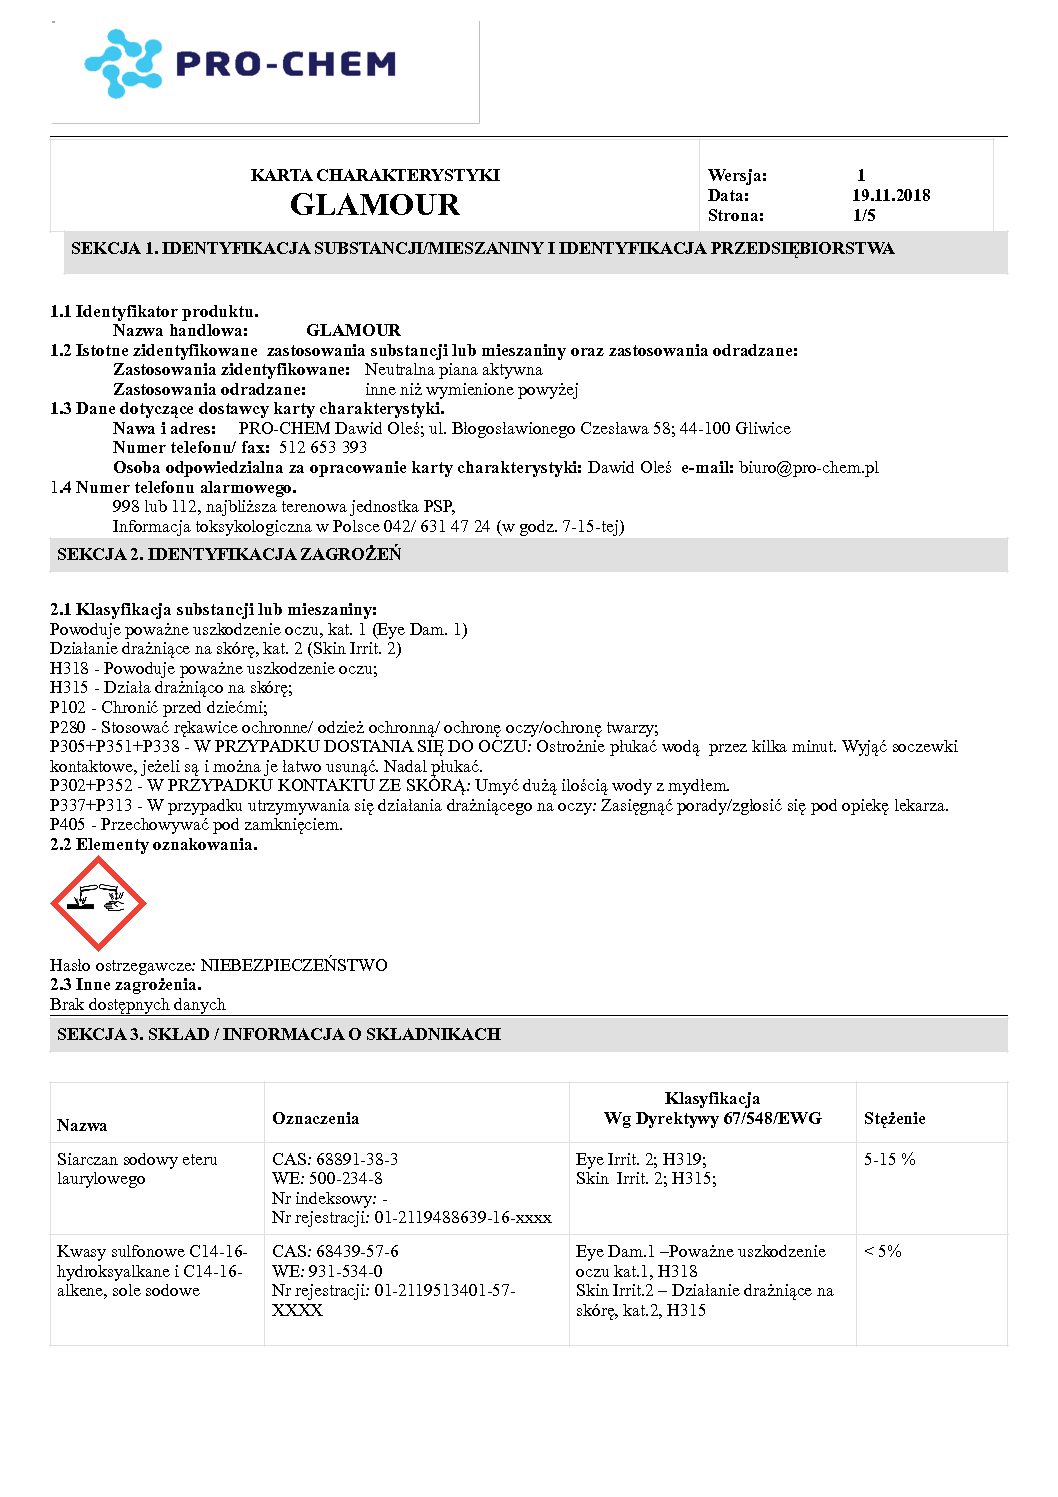 PRO-CHEM
KARTA CHARAKTERYSTYKI
GLAMOUR
Wersja: 1
Data: 19.11.2018
Strona: 1/5
SEKCJA 1. IDENTYFIKACJA SUBSTANCJI/MIESZANINY I IDENTYFIKACJA PRZEDSIĘBIORSTWA
1.1 Identyfikator produktu.
Nazwa handlowa: GLAMOUR
1.2 Istotne zidentyfikowane zastosowania substancji lub mieszaniny oraz zastosowania odradzane:
Zastosowania zidentyfikowane: Neutralna piana aktywna
Zastosowania odradzane: inne niż wymienione powyżej
1.3 Dane dotyczące dostawcy karty charakterystyki.
Nawa i adres: PRO-CHEM Dawid Oleś; ul. Błogosławionego Czesława 58; 44-100 Gliwice
Numer telefonu/ fax: 512 653 393
Osoba odpowiedzialna za opracowanie karty charakterystyki: Dawid Oleś e-mail: biuro@pro-chem.pl
1.4 Numer telefonu alarmowego.
998 lub 112, najbliższa terenowa jednostka PSP,
Informacja toksykologiczna w Polsce 042/ 631 47 24 (w godz. 7-15-tej)
SEKCJA 2. IDENTYFIKACJA ZAGROŻEŃ
2.1 Klasyfikacja substancji lub mieszaniny:
Powoduje poważne uszkodzenie oczu, kat. 1 (Eye Dam. 1)
Działanie drażniące na skórę, kat. 2 (Skin Irrit. 2)
H318 - Powoduje poważne uszkodzenie oczu;
H315 - Działa drażniąco na skórę;
P102 - Chronić przed dziećmi;
P280 - Stosować rękawice ochronne/ odzież ochronną/ ochronę oczy/ochronę twarzy;
P305+P351+P338 - W PRZYPADKU DOSTANIA SIĘ DO OCZU: Ostrożnie płukać wodą przez kilka minut. Wyjąć soczewki
kontaktowe, jeżeli są i można je łatwo usunąć. Nadal płukać.
P302+P352 - W PRZYPADKU KONTAKTU ZE SKÓRĄ: Umyć dużą ilością wody z mydłem.
P337+P313 - W przypadku utrzymywania się działania drażniącego na oczy: Zasięgnąć porady/zgłosić się pod opiekę lekarza.
P405 - Przechowywać pod zamknięciem.
2.2 Elementy oznakowania.
Hasło ostrzegawcze: NIEBEZPIECZEŃSTWO
2.3 Inne zagrożenia.
Brak dostępnych danych
SEKCJA 3. SKŁAD / INFORMACJA O SKŁADNIKACH
Nazwa
Oznaczenia
Klasyfikacja
Wg Dyrektywy 67/548/EWG
Stężenie
Siarczan sodowy eteru
laurylowego
CAS: 68891-38-3
WE: 500-234-8
Nr indeksowy: -
Nr rejestracji: 01-2119488639-16-xxxx
Eye Irrit. 2; H319;
Skin Irrit. 2; H315;
5-15 %
Kwasy sulfonowe C14-16-
hydroksyalkane i C14-16-
alkene, sole sodowe
CAS: 68439-57-6
WE: 931-534-0
Nr rejestracji: 01-2119513401-57-
XXXX
Eye Dam.1 –Poważne uszkodzenie
oczu kat.1, H318
Skin Irrit.2 – Działanie drażniące na
skórę, kat.2, H315
< 5%